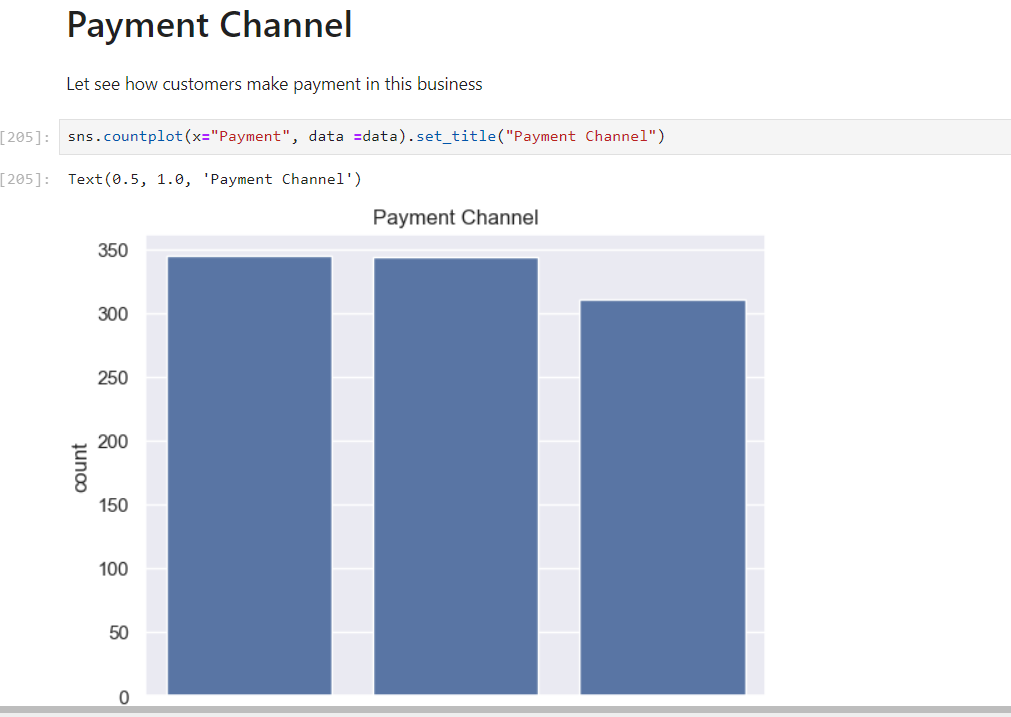 Payment Channel
Let see how customers make payment in this business
[205]: sns.countplot(x="Payment", data =data).set_title("Payment Channel")
[205]: Text(0.5, 1.0, 'Payment Channel')
Payment Channel
350
300
250
200
150
100
50
0
count